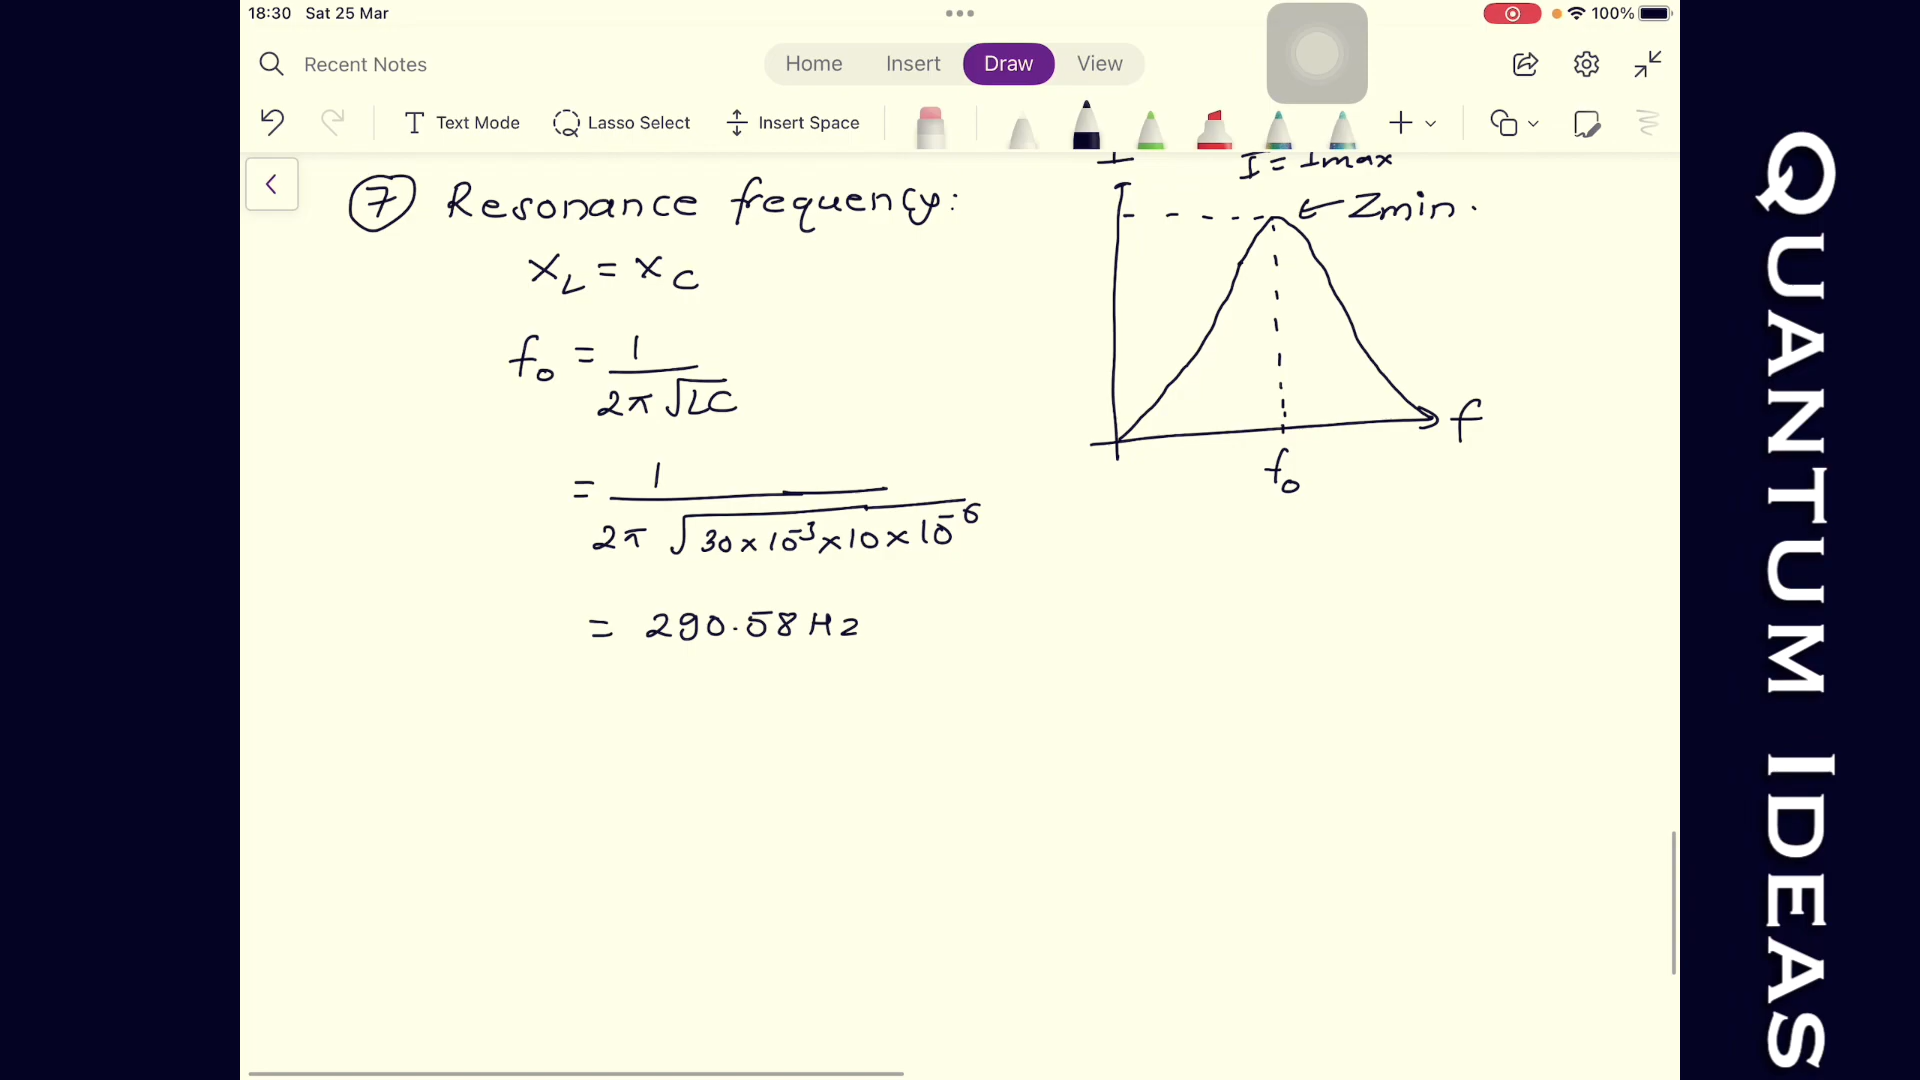 18:30 Sat 25 Mar
100%
Recent Notes
Home Insert Draw View
Text Mode Lasso Select Insert Space
I I = Imax
⑦ Resonance frequency: Zmin.
X_L = X_C
f₀ = 1 / 2π √LC
f
f₀
= 1 / 2π √30 × 10⁻³ × 10 × 10⁻⁶
= 290.58 Hz
QUANTUM IDEAS